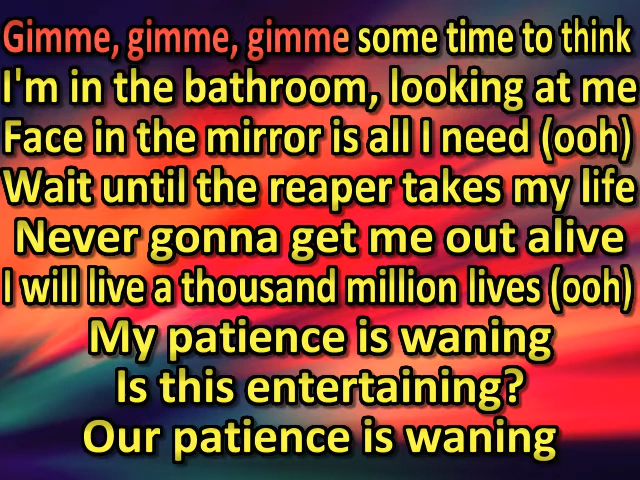 Gimme, gimme, gimme some time to think
I'm in the bathroom, looking at me
Face in the mirror is all I need (ooh)
Wait until the reaper takes my life
Never gonna get me out alive
I will live a thousand million lives (ooh)
My patience is waning
Is this entertaining?
Our patience is waning